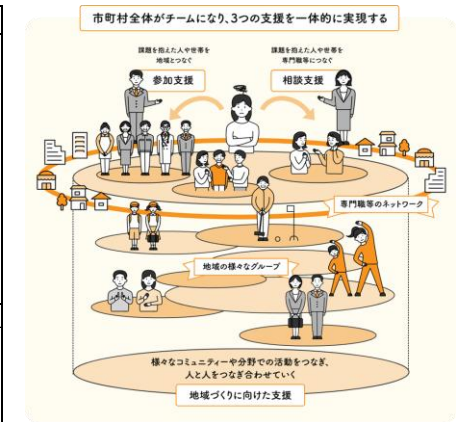 市町村全体がチームになり、3つの支援を一体的に実現する
課題を抱えた人や世帯を
地域とつなぐ
参加支援
課題を抱えた人や世帯を
専門職等につなぐ
相談支援
専門職等のネットワーク
地域の様々なグループ
様々なコミュニティーや分野での活動をつなぎ、
人と人をつなぎ合わせていく
地域づくりに向けた支援